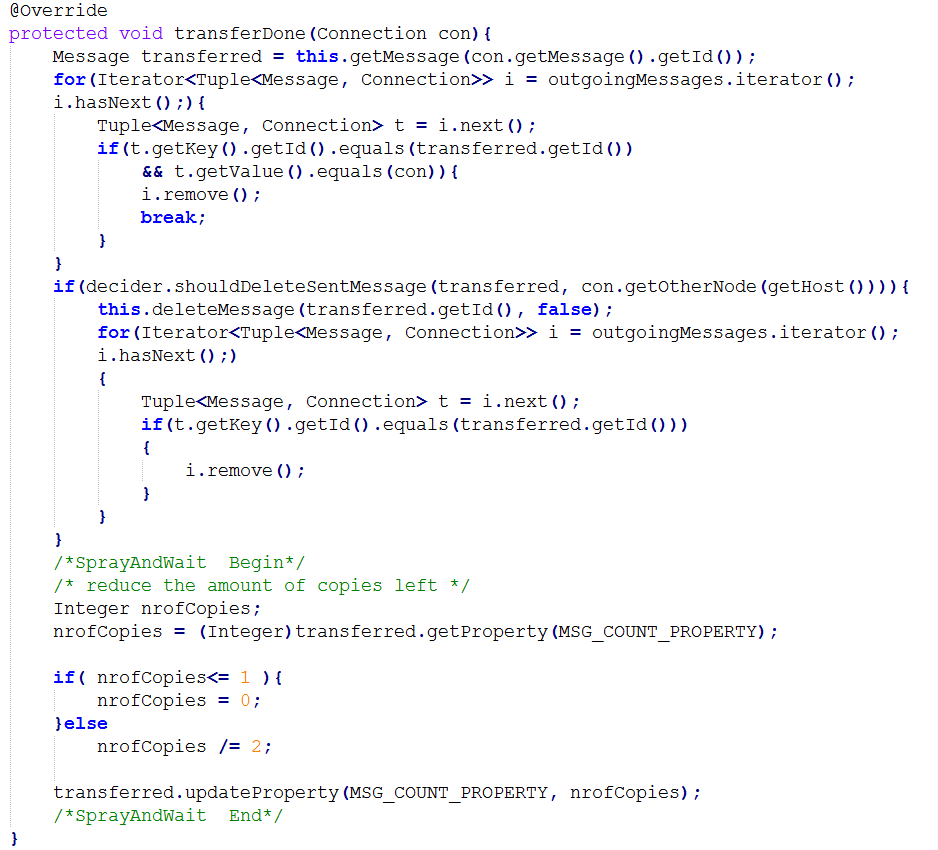 @Override
protected void transferDone(Connection con){
    Message transferred = this.getMessage(con.getMessage().getId());
    for(Iterator<Tuple<Message, Connection>> i = outgoingMessages.iterator();
    i.hasNext();){
        Tuple<Message, Connection> t = i.next();
        if(t.getKey().getId().equals(transferred.getId())
            && t.getValue().equals(con)){
            i.remove();
            break;
        }
    }
    if(decider.shouldDeleteSentMessage(transferred, con.getOtherNode(getHost()))){
        this.deleteMessage(transferred.getId(), false);
        for(Iterator<Tuple<Message, Connection>> i = outgoingMessages.iterator();
        i.hasNext();)
        {
            Tuple<Message, Connection> t = i.next();
            if(t.getKey().getId().equals(transferred.getId()))
            {
                i.remove();
            }
        }
    }
    /*SprayAndWait  Begin*/
    /* reduce the amount of copies left */
    Integer nrofCopies;
    nrofCopies = (Integer)transferred.getProperty(MSG_COUNT_PROPERTY);

    if( nrofCopies<= 1 ){
        nrofCopies = 0;
    }else
        nrofCopies /= 2;

    transferred.updateProperty(MSG_COUNT_PROPERTY, nrofCopies);
    /*SprayAndWait  End*/
}